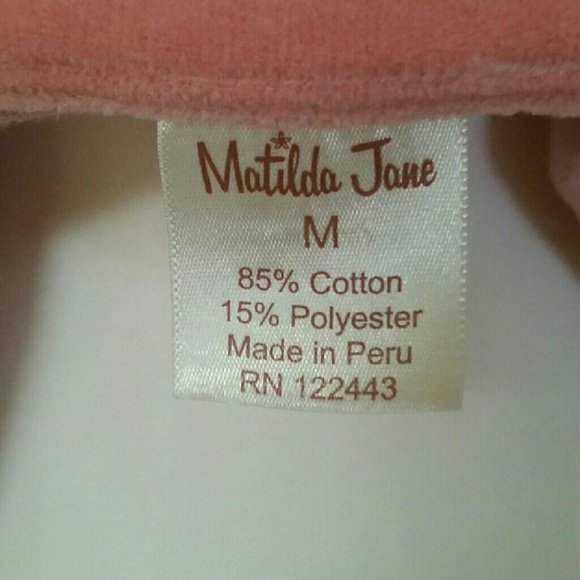 Matilda Jane
M
85% Cotton
15% Polyester
Made in Peru
RN 122443